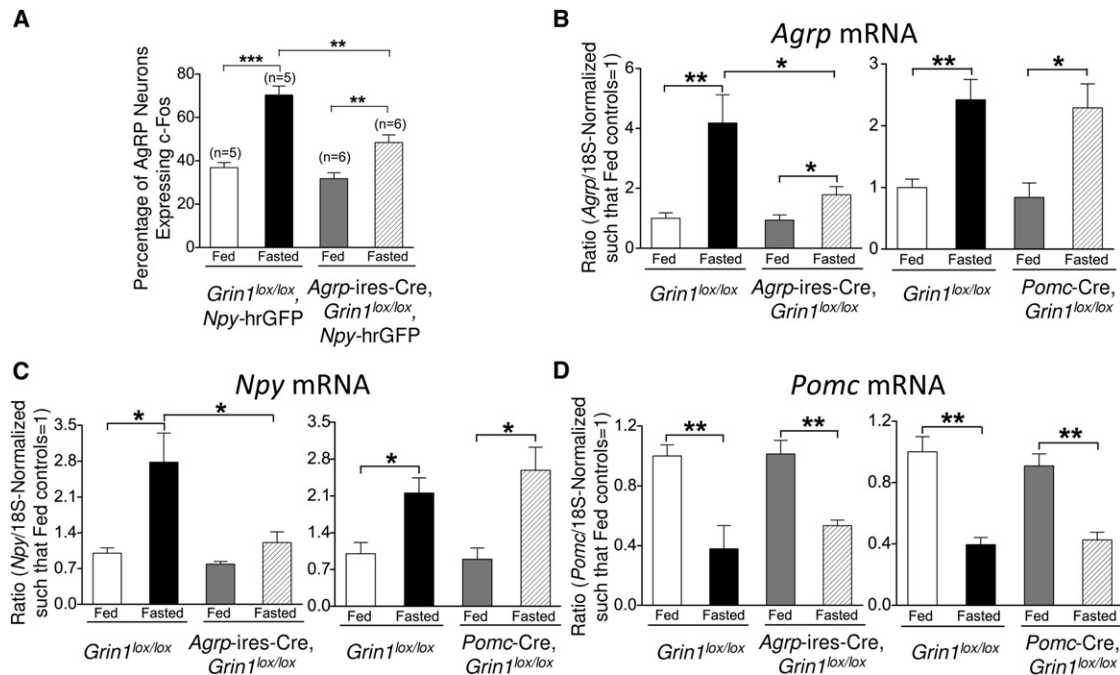 A
Percentage of AgRP Neurons
Expressing c-Fos
80
60
40
20
0
***
**
**
(n=5)
(n=5)
(n=6)
(n=6)
Fed Fasted Fed Fasted
Grin1lox/lox,
Npy-hrGFP
Agrp-ires-Cre,
Grin1lox/lox,
Npy-hrGFP
B
Agrp mRNA
Ratio (Agrp/18S-Normalized
such that Fed controls=1)
6
4
2
0
**
*
*
Fed Fasted Fed Fasted
Grin1lox/lox
Agrp-ires-Cre,
Grin1lox/lox
3
2
1
0
**
*
Fed Fasted Fed Fasted
Grin1lox/lox
Pomc-Cre,
Grin1lox/lox
C
Npy mRNA
Ratio (Npy/18S-Normalized
such that Fed controls=1)
3.5
2.8
2.1
1.4
0.7
0.0
*
*
Fed Fasted Fed Fasted
Grin1lox/lox
Agrp-ires-Cre,
Grin1lox/lox
3.5
2.8
2.1
1.4
0.7
0.0
*
*
Fed Fasted Fed Fasted
Grin1lox/lox
Pomc-Cre,
Grin1lox/lox
D
Pomc mRNA
Ratio (Pomc/18S-Normalized
such that Fed controls=1)
1.2
0.8
0.4
0.0
**
**
Fed Fasted Fed Fasted
Grin1lox/lox
Agrp-ires-Cre,
Grin1lox/lox
1.2
0.8
0.4
0.0
**
**
Fed Fasted Fed Fasted
Grin1lox/lox
Pomc-Cre,
Grin1lox/lox